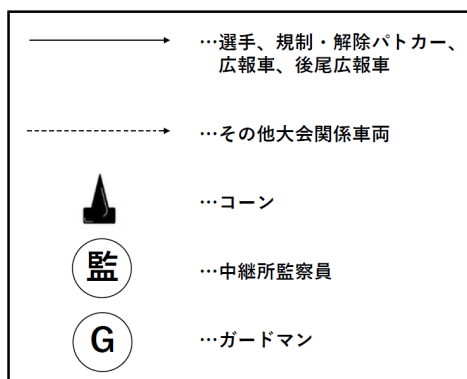 …選手、規制・解除パトカー、
広報車、後尾広報車
…その他大会関係車両
…コーン
監
…中継所監察員
G
…ガードマン